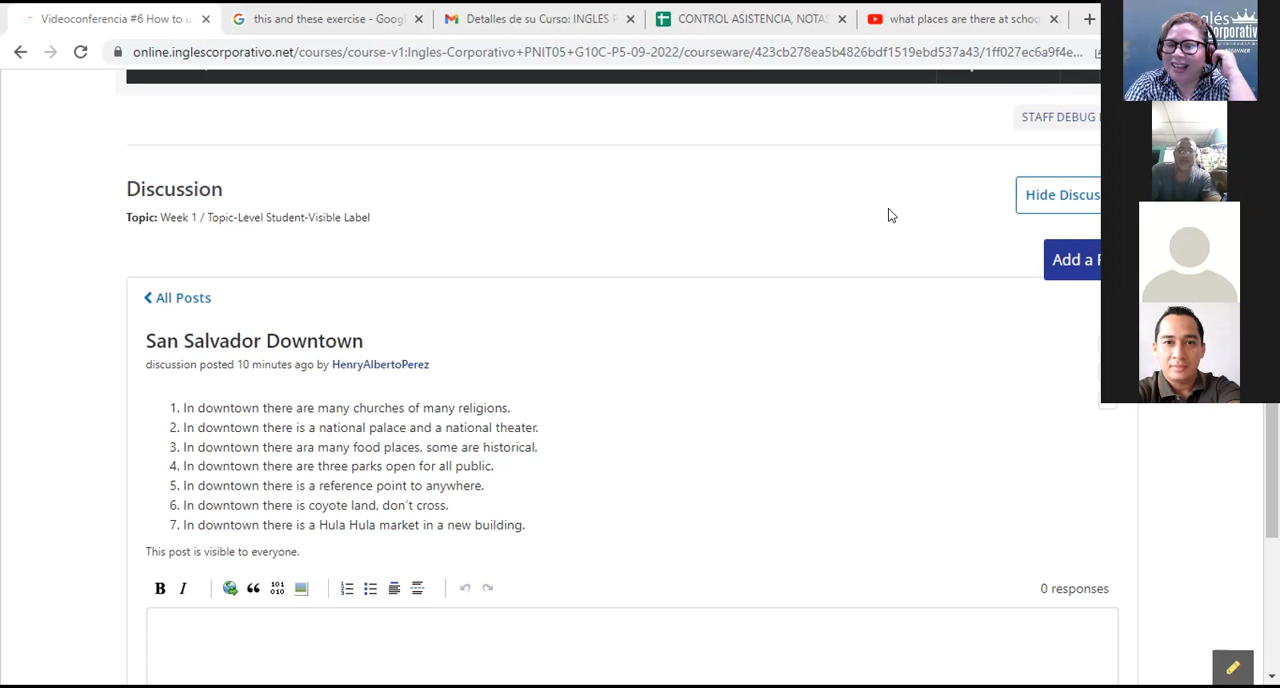 Videoconferencia #6 How to u
this and these exercise - Goog
Detalles de su Curso: INGLES P
CONTROL ASISTENCIA, NOTAS
what places are there at schoo
online.inglescorporativo.net/courses/course-v1:Ingles-Corporativo+PNIT05+G10C-P5-09-2022/courseware/423cb278ea5b4826bdf1519ebd537a43/1ff027ec6a9f4e...
glés
orporativo
BEGINNER
STAFF DEBUG
Discussion
Hide Discus
Topic: Week 1 / Topic-Level Student-Visible Label
Add a
All Posts
San Salvador Downtown
discussion posted 10 minutes ago by HenryAlbertoPerez
1. In downtown there are many churches of many religions.
2. In downtown there is a national palace and a national theater.
3. In downtown there ara many food places, some are historical.
4. In downtown there are three parks open for all public.
5. In downtown there is a reference point to anywhere.
6. In downtown there is coyote land, don't cross.
7. In downtown there is a Hula Hula market in a new building.
This post is visible to everyone.
B I 101 010
0 responses